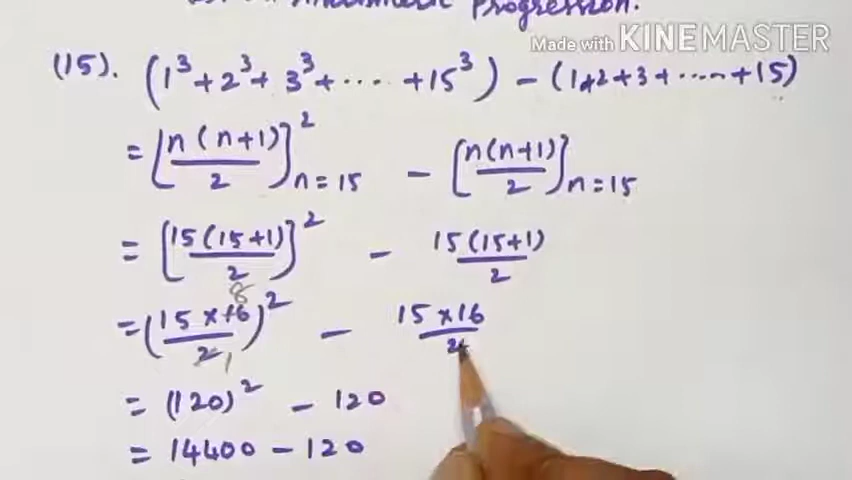 Progression.
Made with KINEMASTER
(15). (1³ + 2³ + 3³ + .... + 15³) - (1+2+3+.....+15)
= [n(n+1)/2]² n=15 - [n(n+1)/2] n=15
= [15(15+1)/2]² - 15(15+1)/2
8
= (15×16/2)² - 15×16/2
1
= (120)² - 120
= 14400 - 120